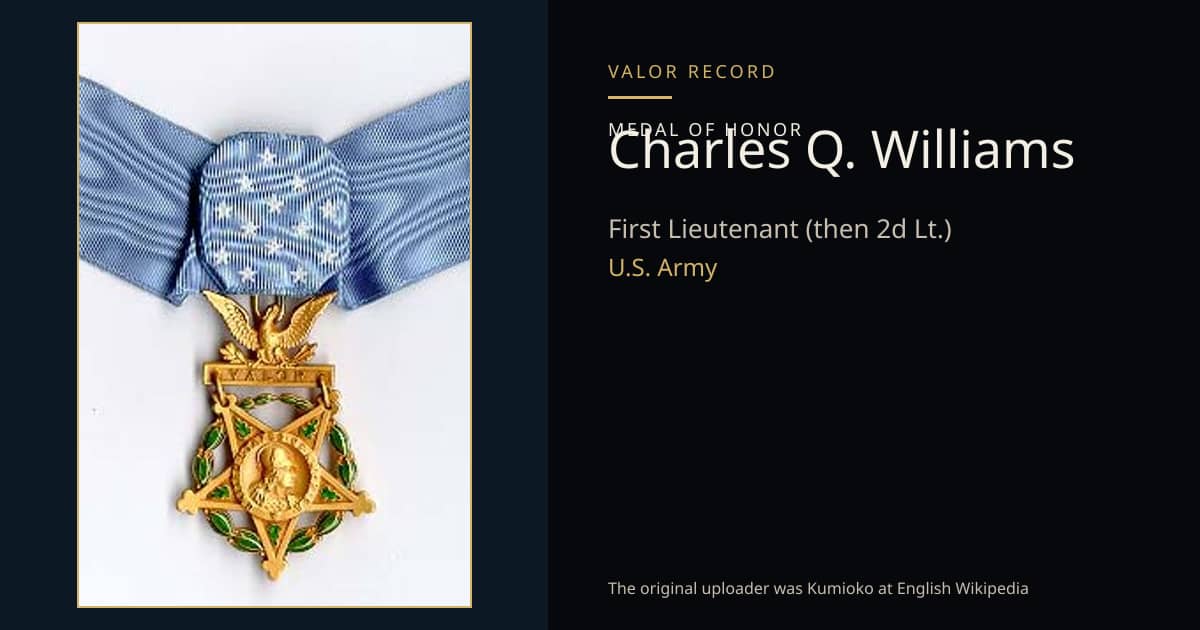 VALOR RECORD
MEDAL OF HONOR
Charles Q. Williams
First Lieutenant (then 2d Lt.)
U.S. Army
VALOR
The original uploader was Kumioko at English Wikipedia